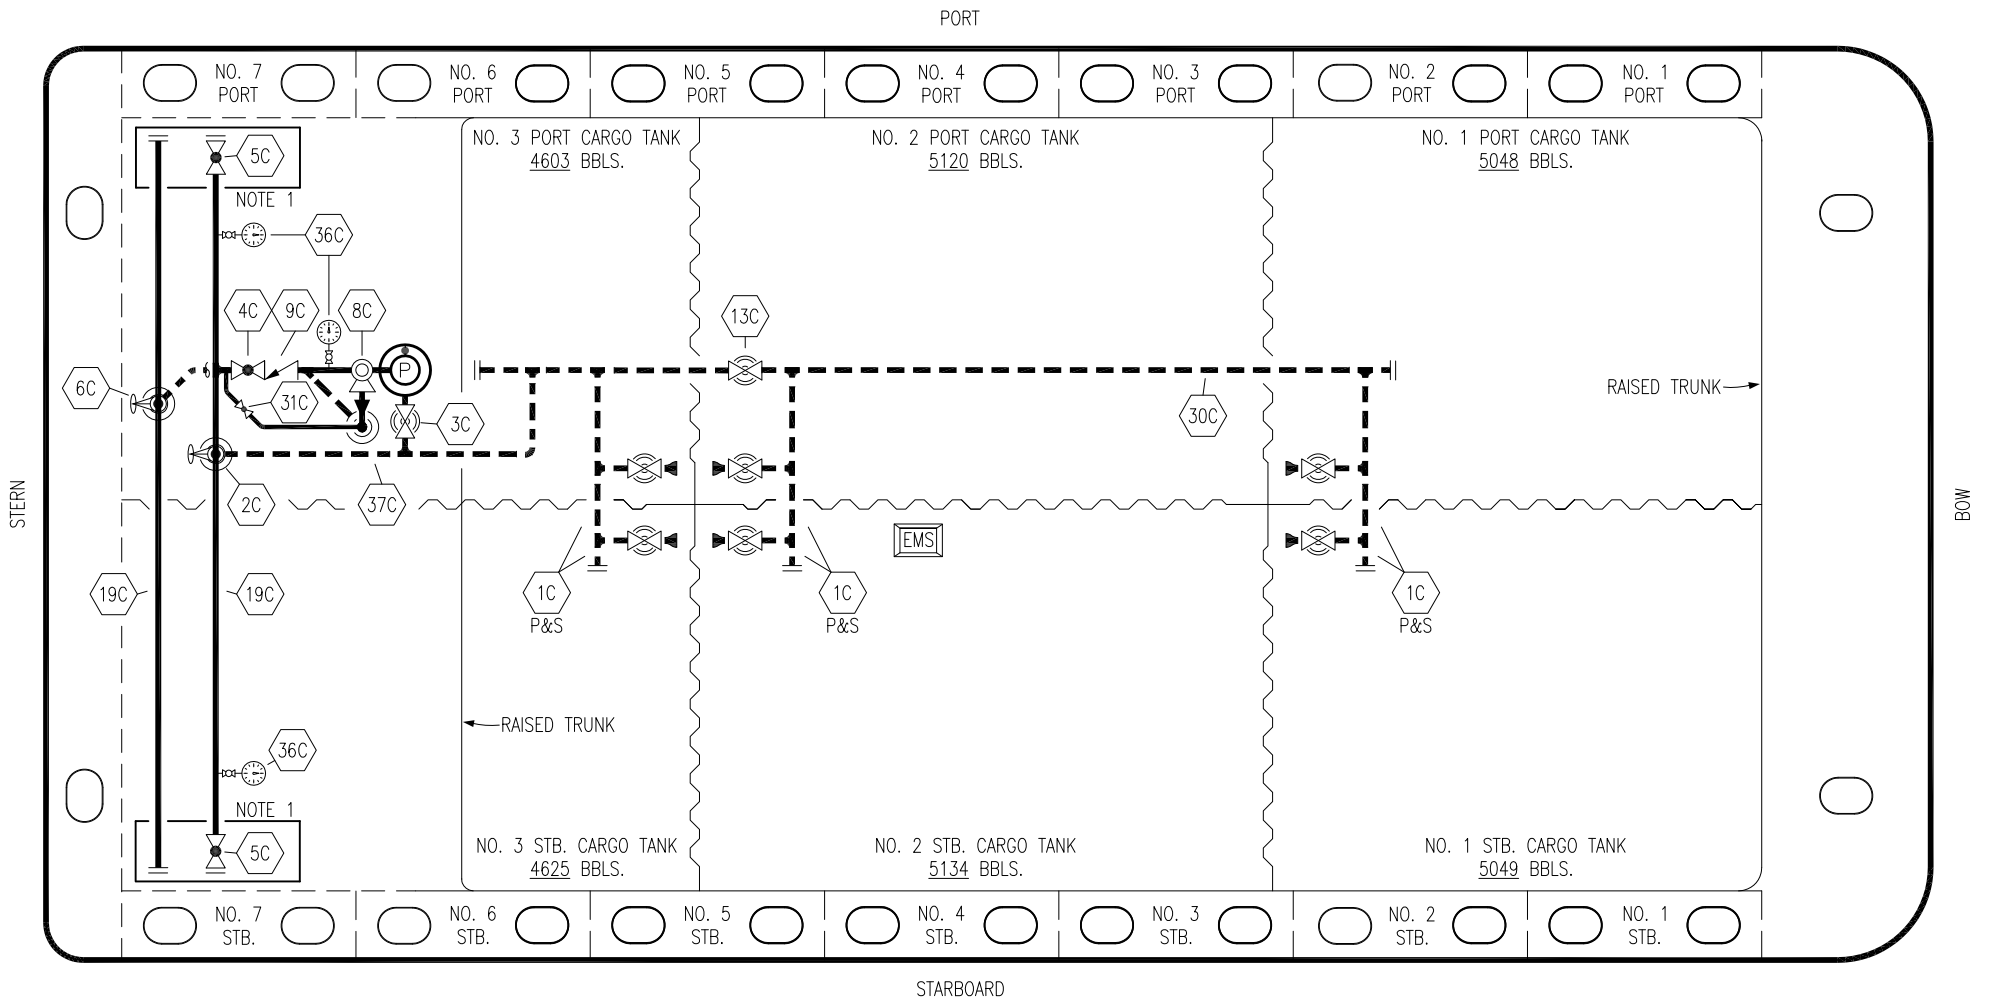 PORT
NO. 7
PORT
NO. 6
PORT
NO. 5
PORT
NO. 4
PORT
NO. 3
PORT
NO. 2
PORT
NO. 1
PORT
NO. 3 PORT CARGO TANK
4603 BBLS.
NO. 2 PORT CARGO TANK
5120 BBLS.
NO. 1 PORT CARGO TANK
5048 BBLS.
5C
NOTE 1
36C
4C
9C
8C
13C
P
6C
31C
3C
30C
RAISED TRUNK
2C
37C
STERN
BOW
EMS
19C
19C
1C
P&S
1C
P&S
1C
P&S
RAISED TRUNK
36C
NOTE 1
5C
NO. 3 STB. CARGO TANK
4625 BBLS.
NO. 2 STB. CARGO TANK
5134 BBLS.
NO. 1 STB. CARGO TANK
5049 BBLS.
NO. 7
STB.
NO. 6
STB.
NO. 5
STB.
NO. 4
STB.
NO. 3
STB.
NO. 2
STB.
NO. 1
STB.
STARBOARD